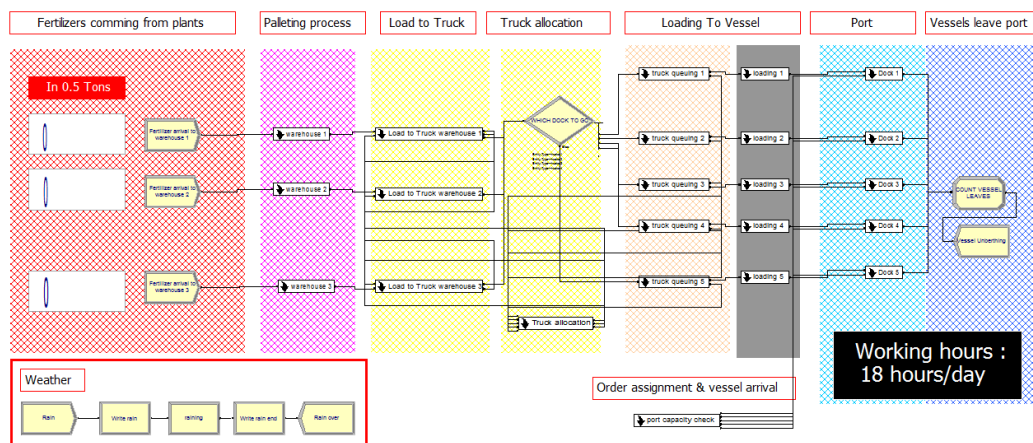 Fertilizers comming from plants
Palleting process
Load to Truck
Truck allocation
Loading To Vessel
Port
Vessels leave port
In 0.5 Tons
Fertilizer arrival to
warehouse 1
warehouse 1
Load to Truck warehouse 1
WHICH DOCK TO GO
truck queuing 1
loading 1
Dock 1
Fertilizer arrival to
warehouse 2
warehouse 2
Load to Truck warehouse 2
truck queuing 2
loading 2
Dock 2
truck queuing 3
loading 3
Dock 3
COUNT VESSEL
LEAVES
truck queuing 4
loading 4
Dock 4
Vessel Unberthing
Fertilizer arrival to
warehouse 3
warehouse 3
Load to Truck warehouse 3
truck queuing 5
loading 5
Dock 5
Truck allocation
Working hours :
18 hours/day
Weather
Rain
Write rain
raining
Write rain end
Rain over
Order assignment & vessel arrival
port capacity check